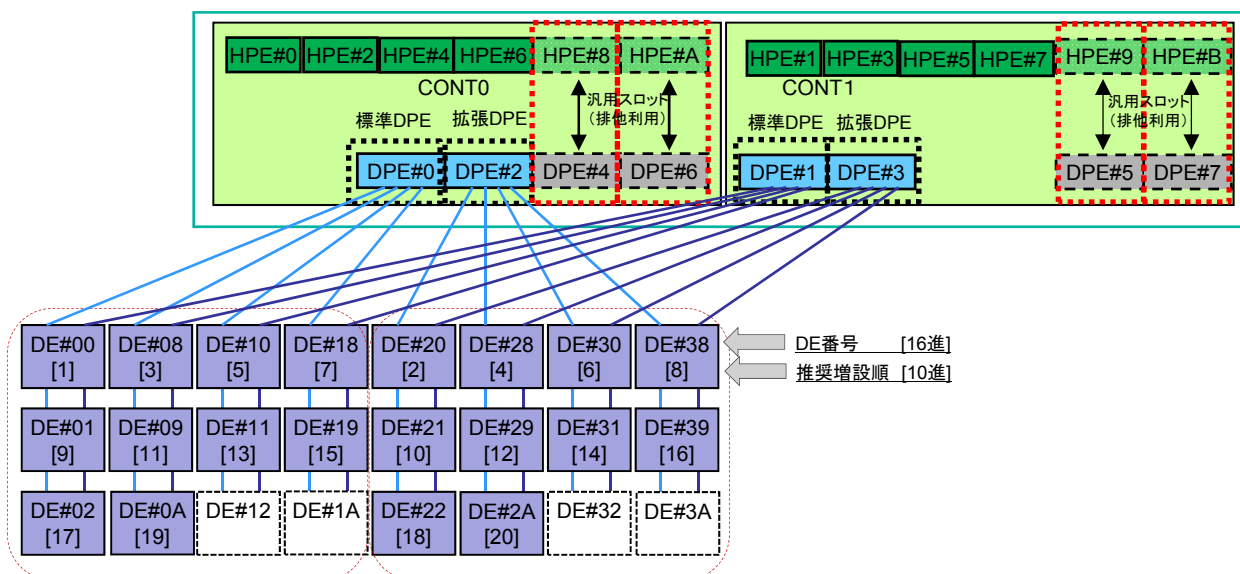 HPE#0 HPE#2 HPE#4 HPE#6 HPE#8 HPE#A
CONT0
汎用スロット
(排他利用)
標準DPE 拡張DPE
DPE#0 DPE#2 DPE#4 DPE#6
HPE#1 HPE#3 HPE#5 HPE#7 HPE#9 HPE#B
CONT1
汎用スロット
(排他利用)
標準DPE 拡張DPE
DPE#1 DPE#3 DPE#5 DPE#7
DE#00 DE#08 DE#10 DE#18 DE#20 DE#28 DE#30 DE#38
[1] [3] [5] [7] [2] [4] [6] [8]
DE番号 [16進]
推奨増設順 [10進]
DE#01 DE#09 DE#11 DE#19 DE#21 DE#29 DE#31 DE#39
[9] [11] [13] [15] [10] [12] [14] [16]
DE#02 DE#0A DE#12 DE#1A DE#22 DE#2A DE#32 DE#3A
[17] [19] [18] [20]